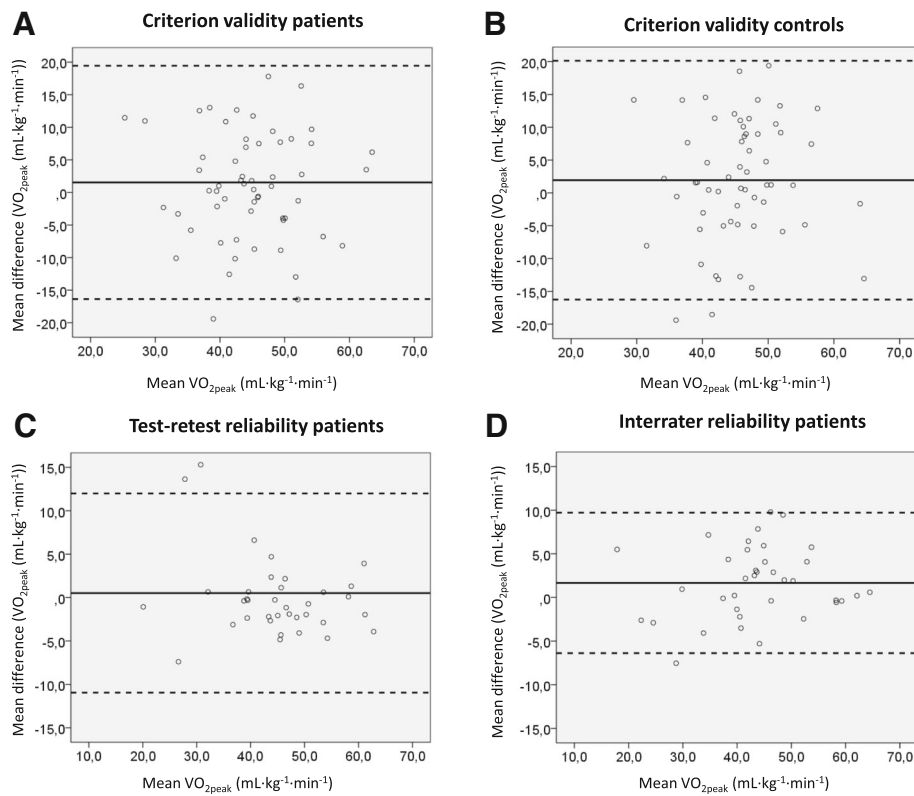 A
Criterion validity patients
Mean difference (VO2peak (mL·kg-1·min-1))
20,0
15,0
10,0
5,0
,0
-5,0
-10,0
-15,0
-20,0
20,0 30,0 40,0 50,0 60,0 70,0
Mean VO2peak (mL·kg-1·min-1)
B
Criterion validity controls
Mean difference (VO2peak (mL·kg-1·min-1))
20,0
15,0
10,0
5,0
,0
-5,0
-10,0
-15,0
-20,0
20,0 30,0 40,0 50,0 60,0 70,0
Mean VO2peak (mL·kg-1·min-1)
C
Test-retest reliability patients
Mean difference (VO2peak (mL·kg-1·min-1))
15,0
10,0
5,0
,0
-5,0
-10,0
-15,0
10,0 20,0 30,0 40,0 50,0 60,0 70,0
Mean VO2peak (mL·kg-1·min-1)
D
Interrater reliability patients
Mean difference (VO2peak (mL·kg-1·min-1))
15,0
10,0
5,0
,0
-5,0
-10,0
-15,0
10,0 20,0 30,0 40,0 50,0 60,0 70,0
Mean VO2peak (mL·kg-1·min-1)